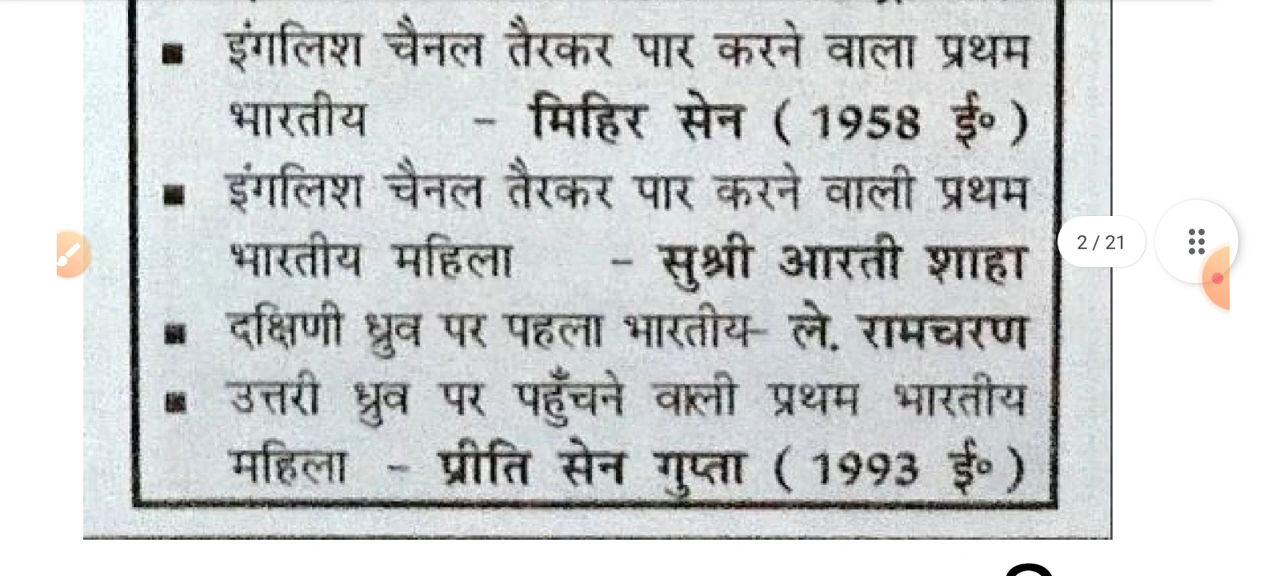 ▪ इंगलिश चैनल तैरकर पार करने वाला प्रथम
भारतीय - मिहिर सेन ( 1958 ई॰ )
▪ इंगलिश चैनल तैरकर पार करने वाली प्रथम
भारतीय महिला - सुश्री आरती शाहा
2 / 21
▪ दक्षिणी ध्रुव पर पहला भारतीय- ले. रामचरण
▪ उत्तरी ध्रुव पर पहुँचने वाली प्रथम भारतीय
महिला - प्रीति सेन गुप्ता ( 1993 ई॰ )